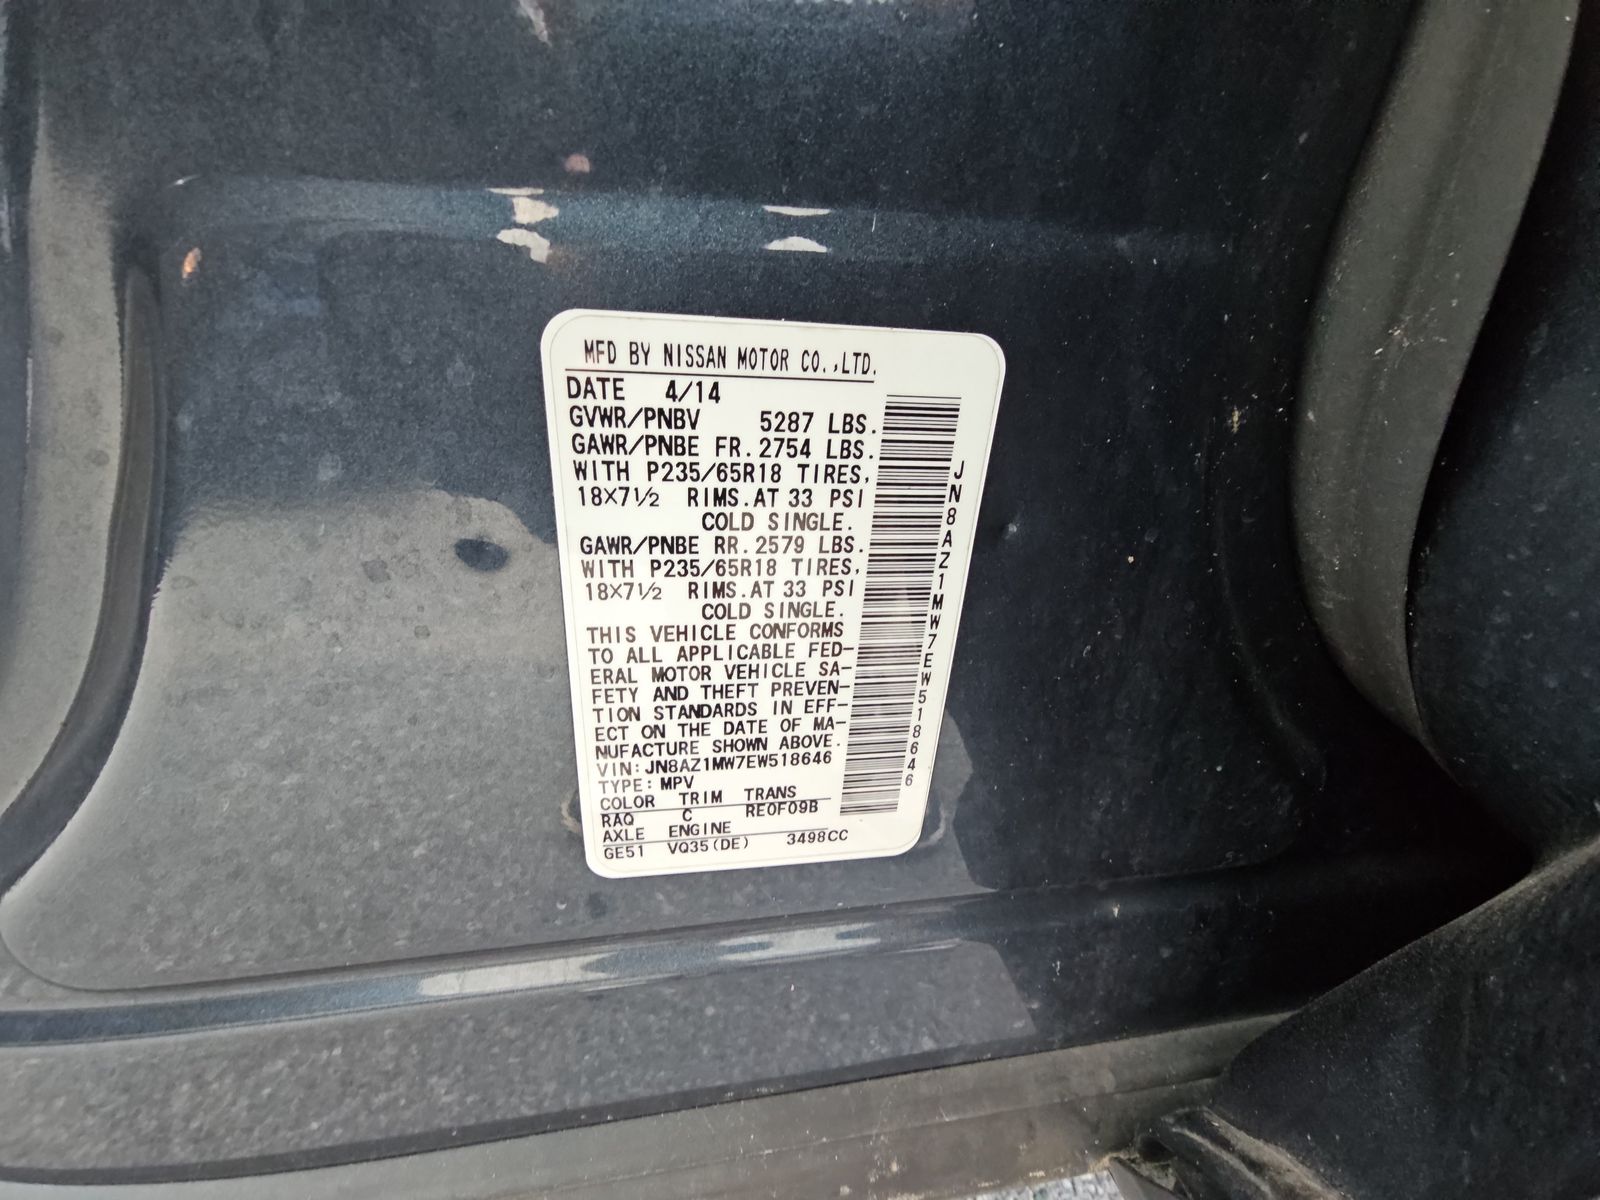 MFD BY NISSAN MOTOR CO.,LTD.
DATE 4/14
GVWR/PNBV 5287 LBS.
GAWR/PNBE FR. 2754 LBS.
WITH P235/65R18 TIRES,
18×7½ RIMS. AT 33 PSI
COLD SINGLE.
GAWR/PNBE RR. 2579 LBS.
WITH P235/65R18 TIRES,
18×7½ RIMS. AT 33 PSI
COLD SINGLE.
THIS VEHICLE CONFORMS
TO ALL APPLICABLE FED-
ERAL MOTOR VEHICLE SA-
FETY AND THEFT PREVEN-
TION STANDARDS IN EFF-
ECT ON THE DATE OF MA-
NUFACTURE SHOWN ABOVE.
VIN: JN8AZ1MW7EW518646
TYPE: MPV
COLOR TRIM TRANS
RAQ C RE0F09B
AXLE ENGINE
GE51 VQ35(DE) 3498CC
JN8AZ1MW7EW518646